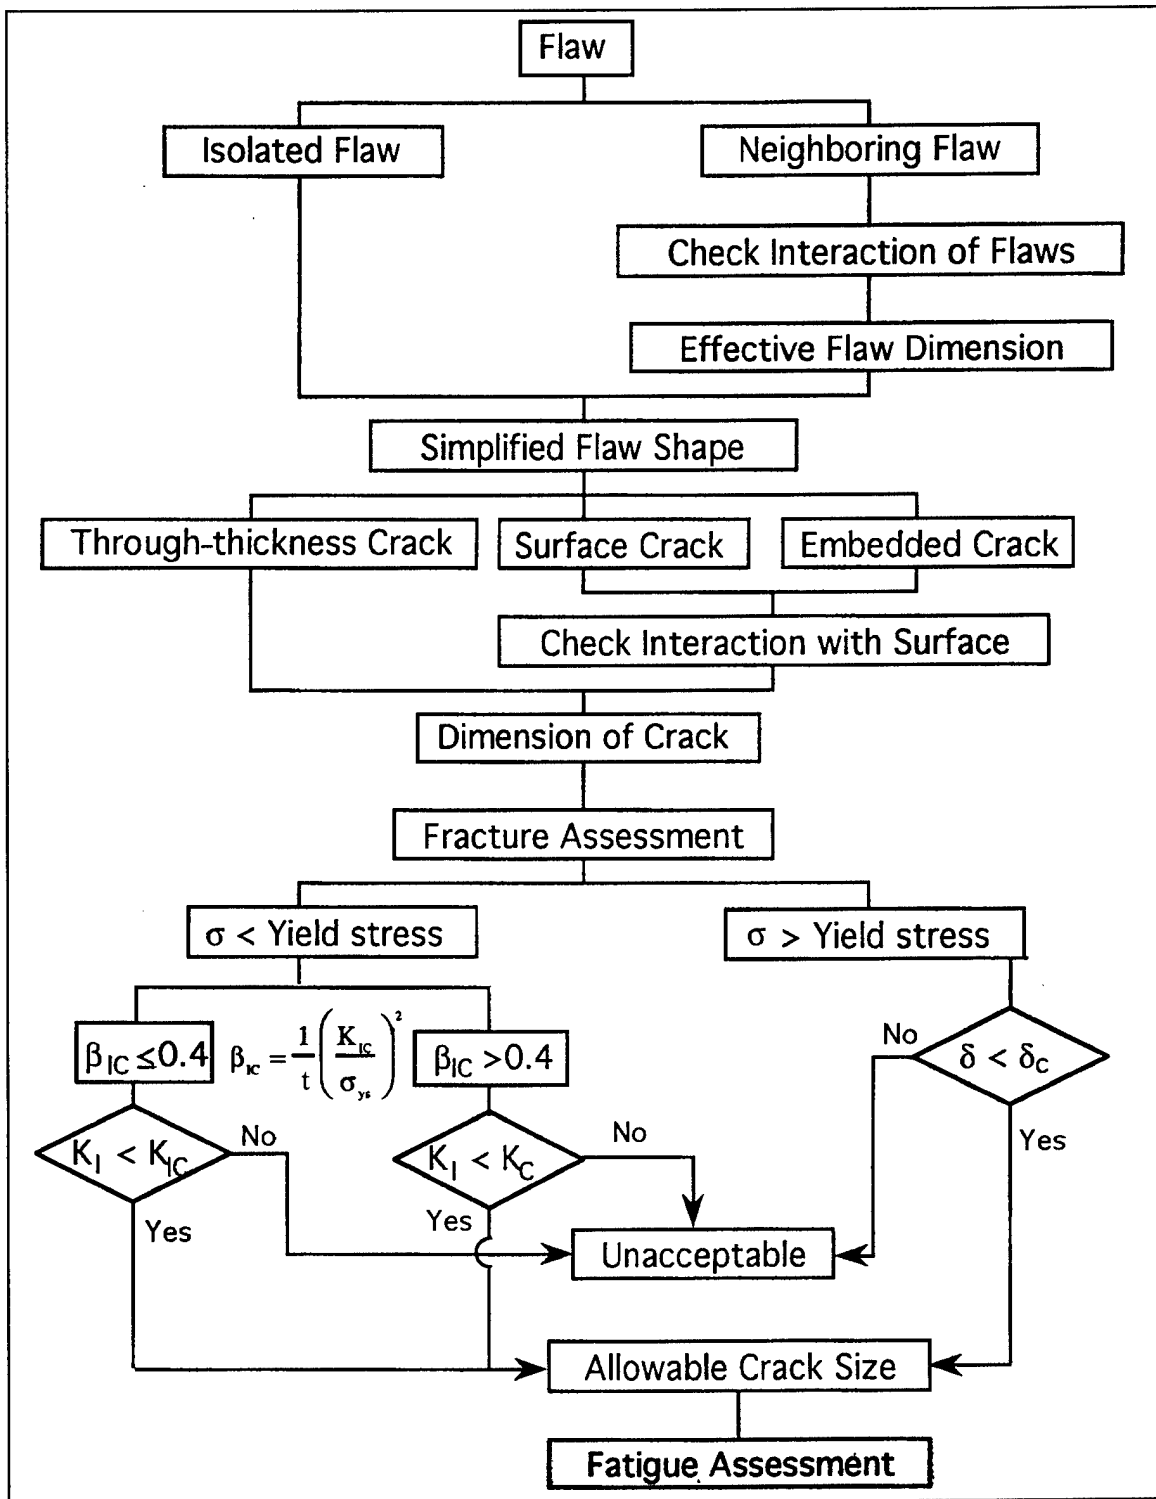 Flaw
Isolated Flaw
Neighboring Flaw
Check Interaction of Flaws
Effective Flaw Dimension
Simplified Flaw Shape
Through-thickness Crack
Surface Crack
Embedded Crack
Check Interaction with Surface
Dimension of Crack
Fracture Assessment
σ < Yield stress
σ > Yield stress
β_IC ≤0.4
β_IC = 1/t (K_IC/σ_ys)²
β_IC >0.4
No
δ < δ_C
Yes
K_I < K_IC
No
K_I < K_C
No
Yes
Yes
Unacceptable
Allowable Crack Size
Fatigue Assessment